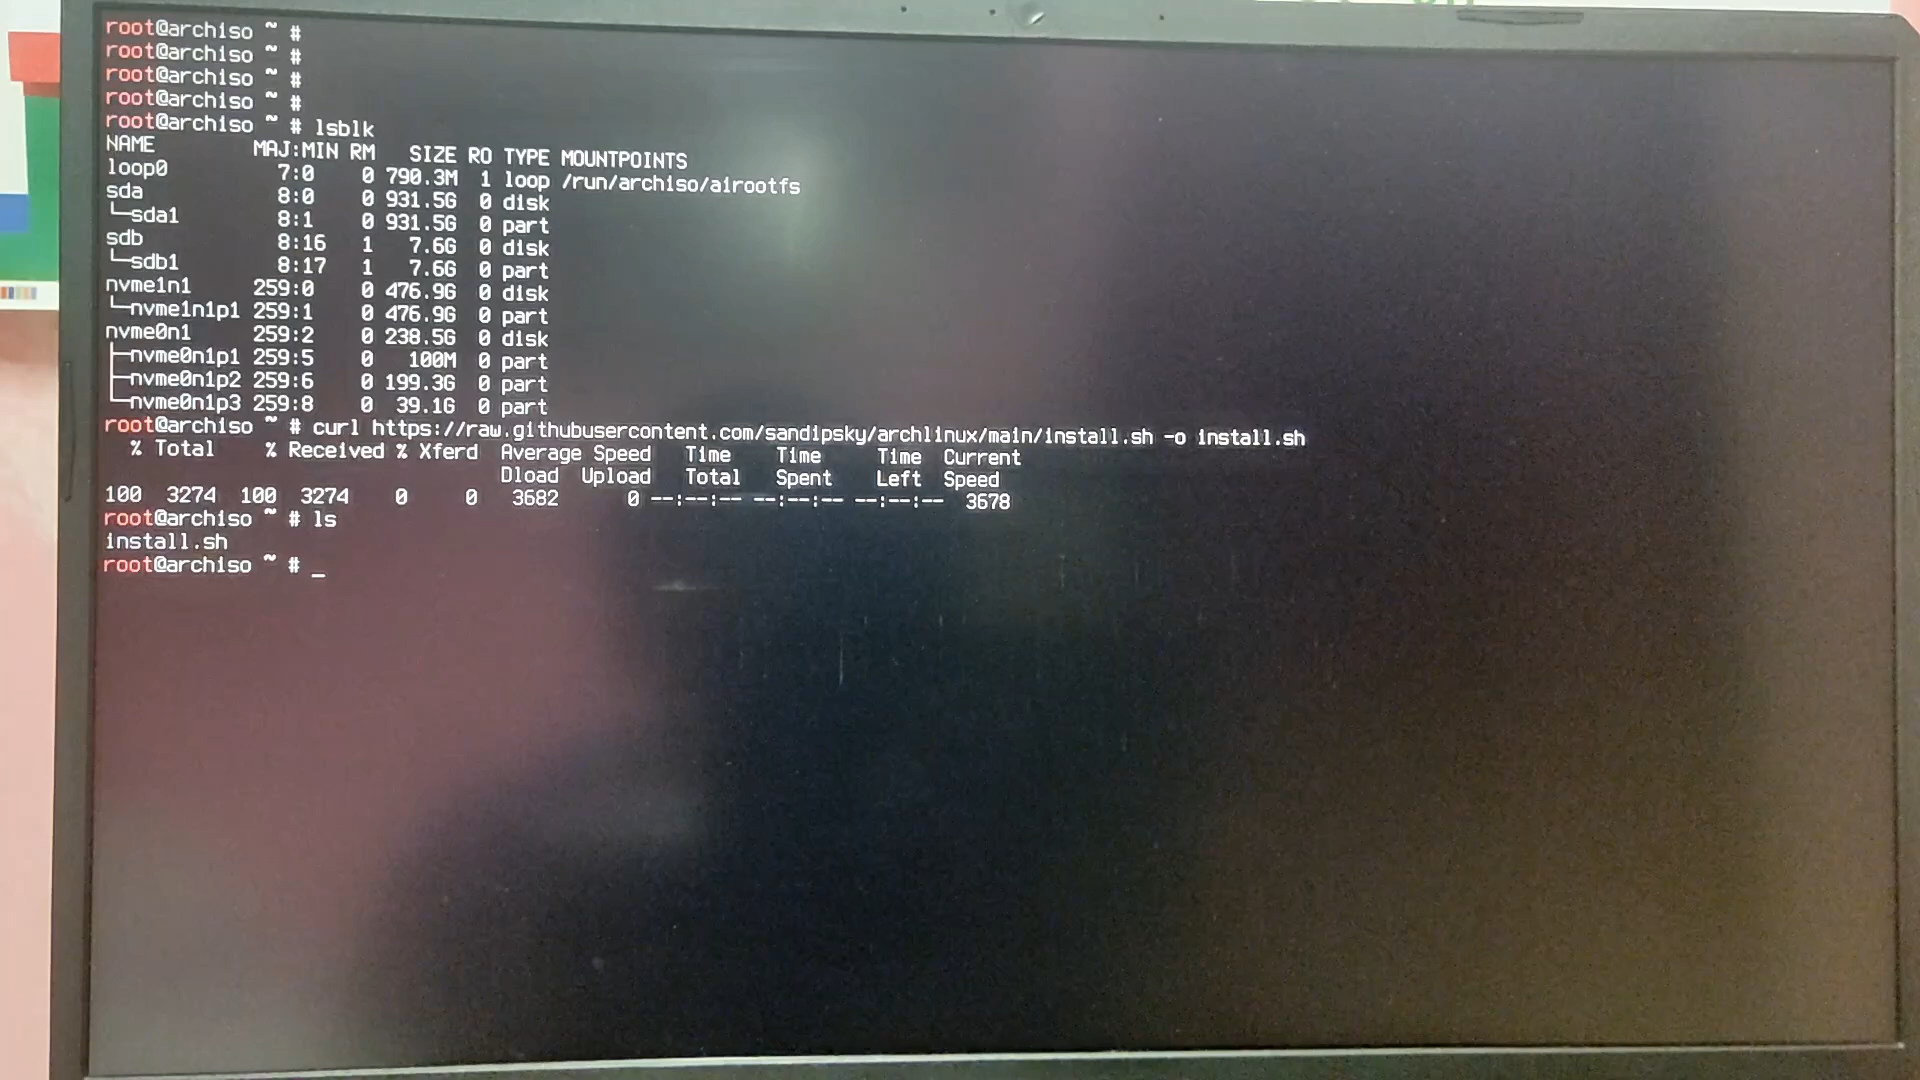 root@archiso ~ #
root@archiso ~ #
root@archiso ~ #
root@archiso ~ #
root@archiso ~ # lsblk
NAME        MAJ:MIN RM   SIZE RO TYPE MOUNTPOINTS
loop0         7:0    0 790.3M  1 loop /run/archiso/airootfs
sda           8:0    0 931.5G  0 disk
└─sda1        8:1    0 931.5G  0 part
sdb           8:16   1   7.6G  0 disk
└─sdb1        8:17   1   7.6G  0 part
nvme1n1     259:0    0 476.9G  0 disk
└─nvme1n1p1 259:1    0 476.9G  0 part
nvme0n1     259:2    0 238.5G  0 disk
├─nvme0n1p1 259:5    0   100M  0 part
├─nvme0n1p2 259:6    0 199.3G  0 part
└─nvme0n1p3 259:8    0  39.1G  0 part
root@archiso ~ # curl https://raw.githubusercontent.com/sandipsky/archlinux/main/install.sh -o install.sh
  % Total    % Received % Xferd  Average Speed   Time    Time     Time  Current
                                 Dload  Upload   Total   Spent    Left  Speed
100  3274  100  3274    0     0   3682      0 --:--:-- --:--:-- --:--:--  3678
root@archiso ~ # ls
install.sh
root@archiso ~ # _